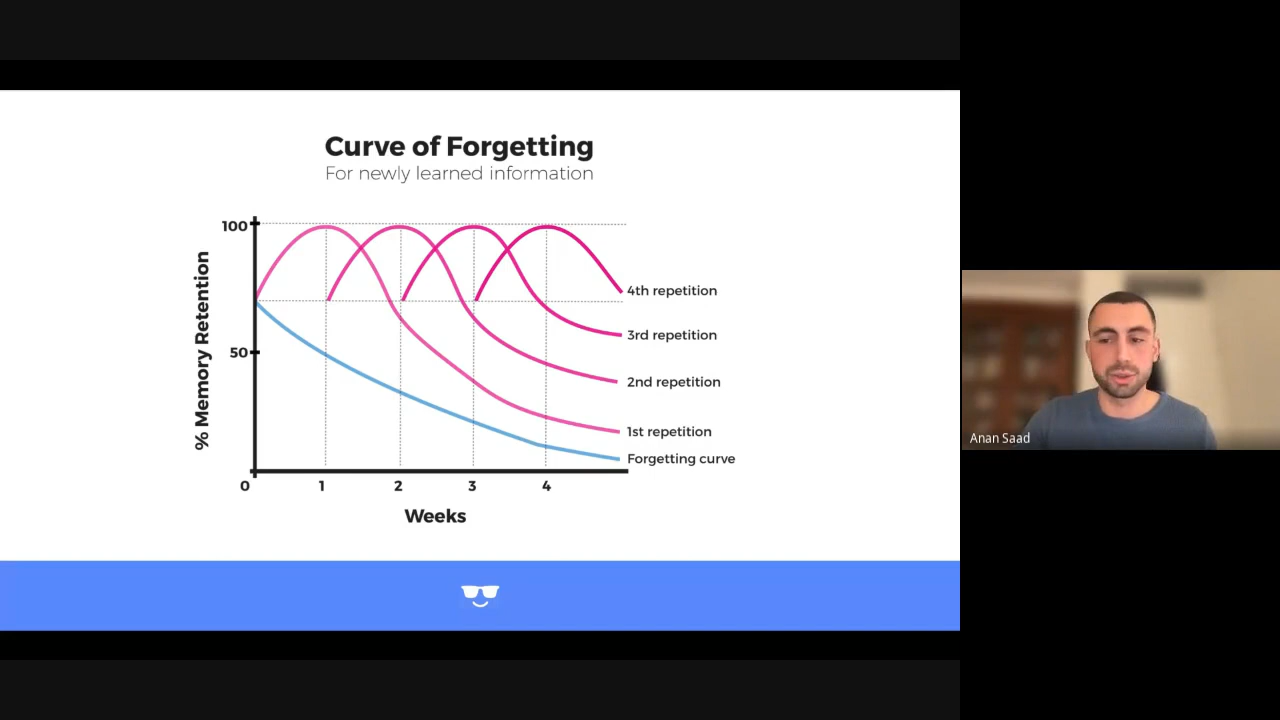 Curve of Forgetting
For newly learned information
100
50
% Memory Retention
4th repetition
3rd repetition
2nd repetition
1st repetition
Forgetting curve
0 1 2 3 4
Weeks
Anan Saad